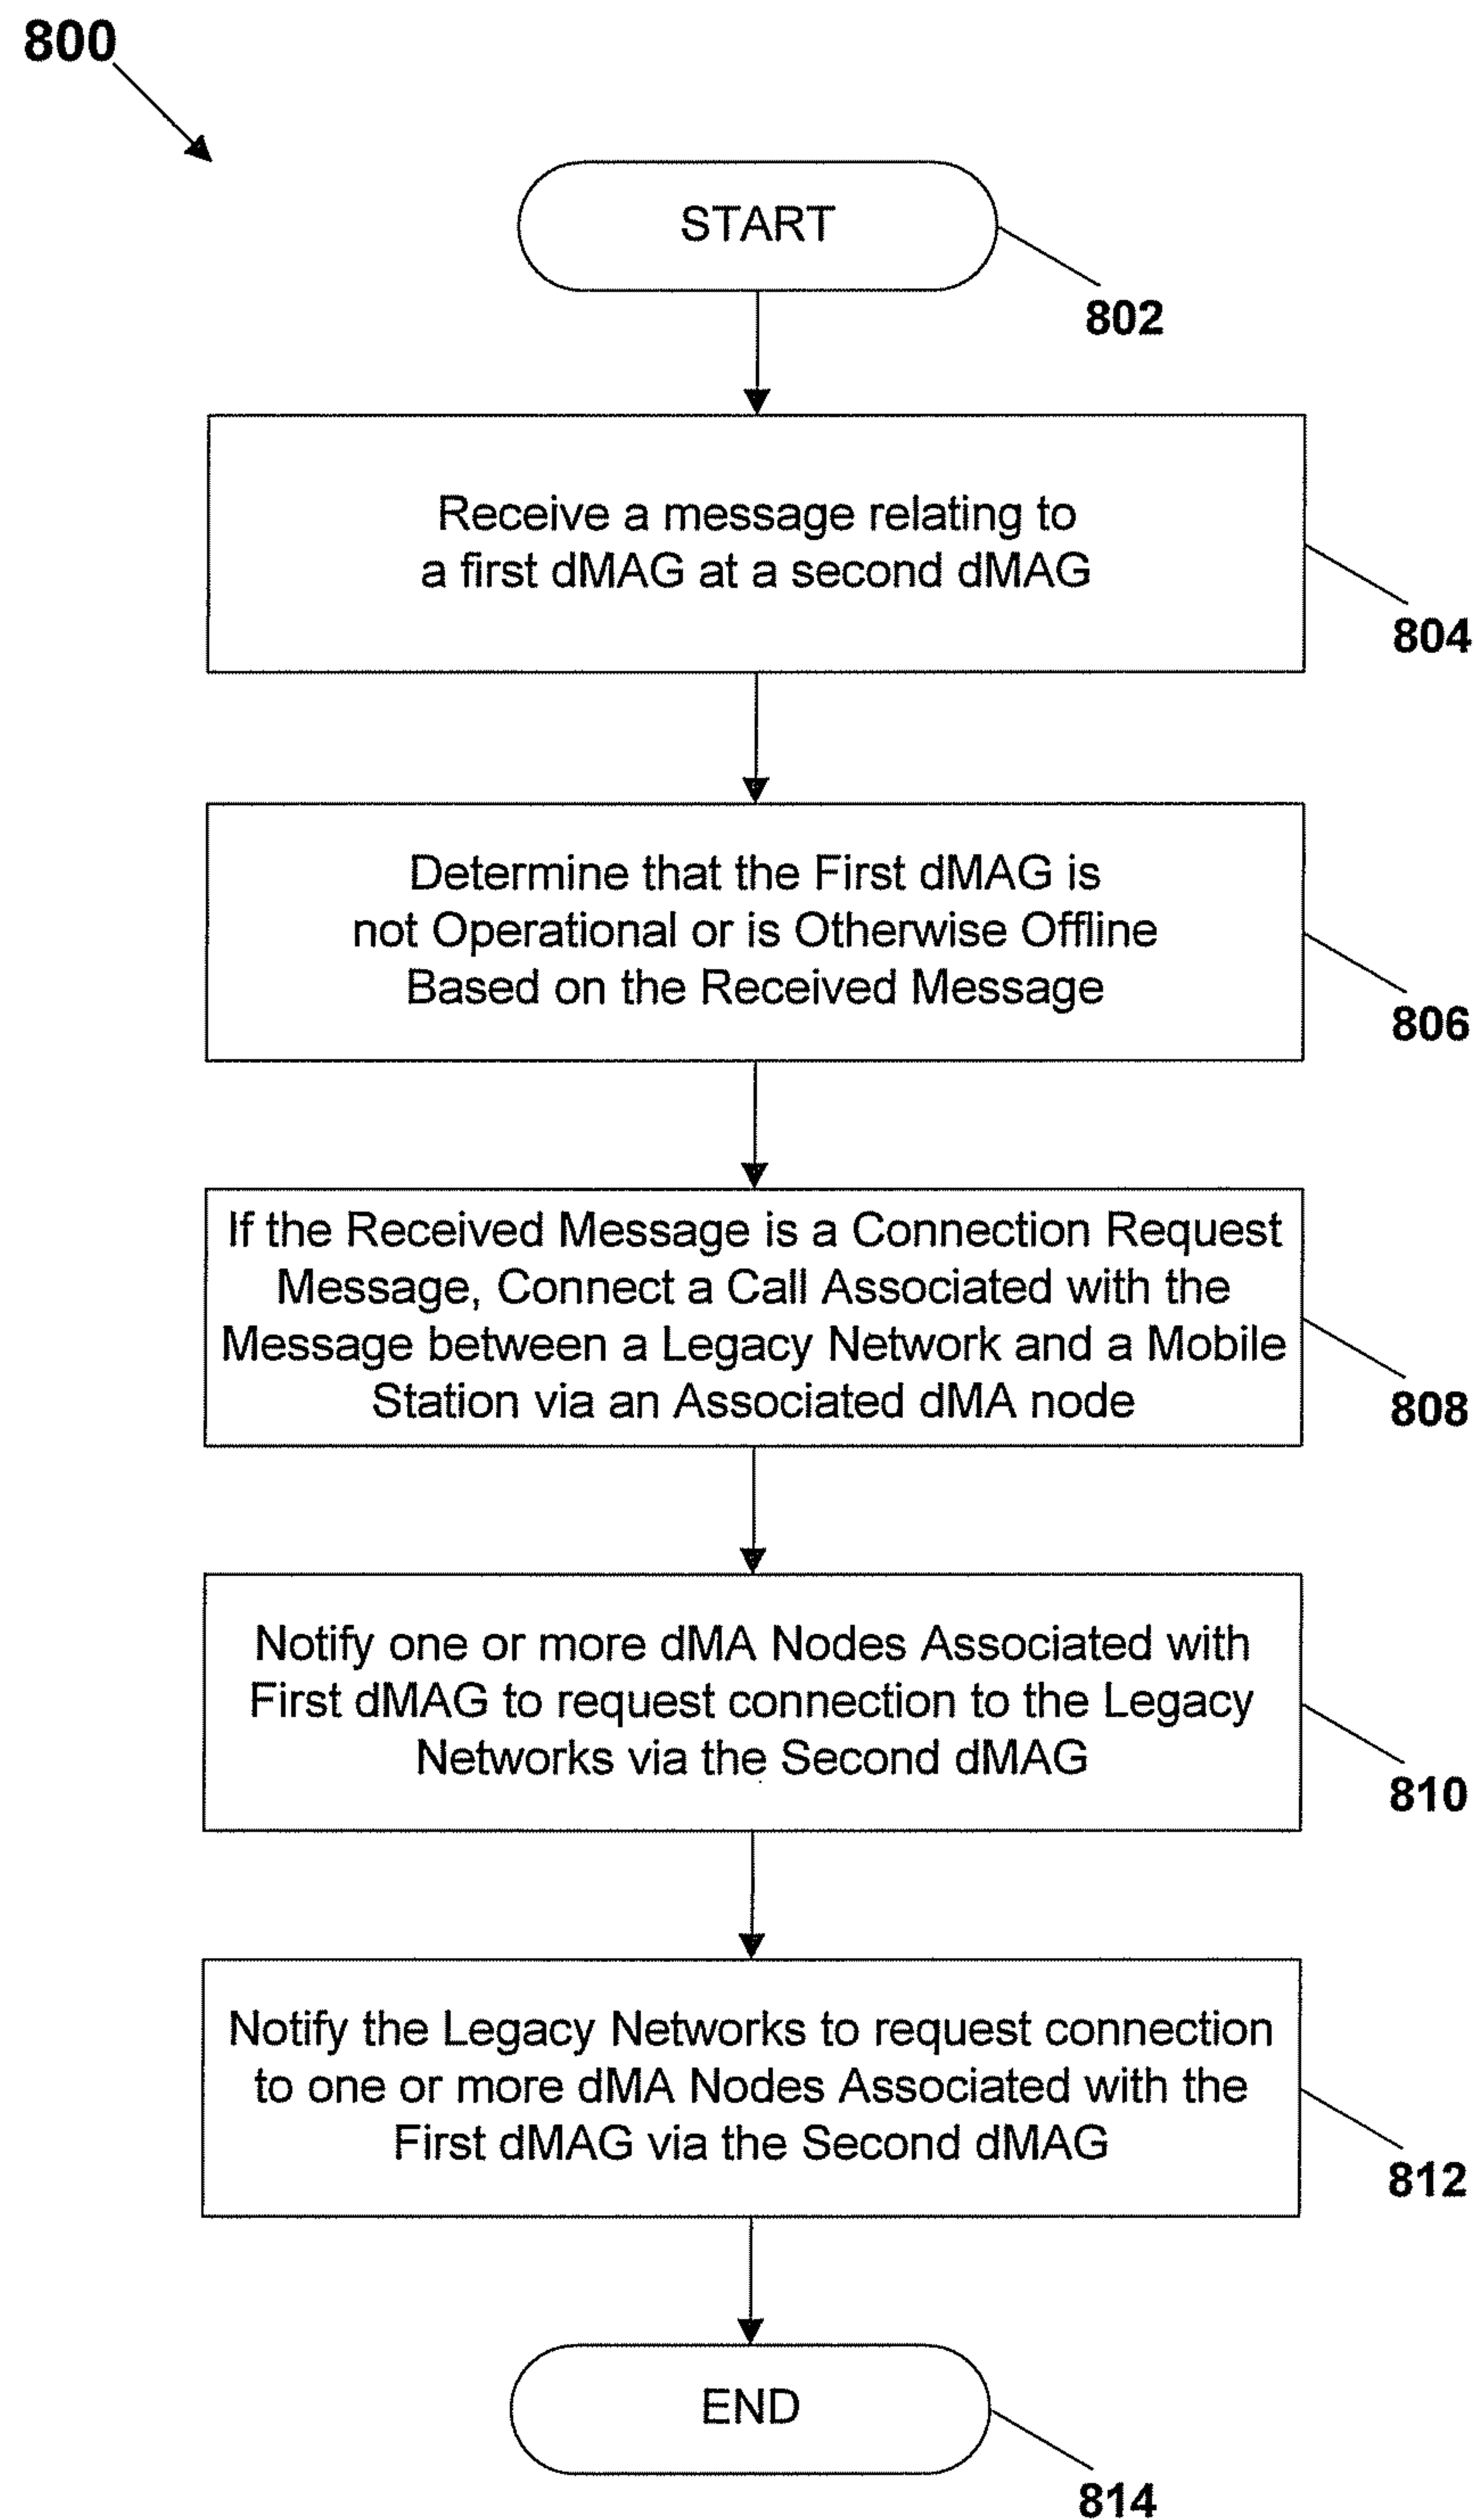 800
START
802
Receive a message relating to
a first dMAG at a second dMAG
804
Determine that the First dMAG is
not Operational or is Otherwise Offline
Based on the Received Message
806
If the Received Message is a Connection Request
Message, Connect a Call Associated with the
Message between a Legacy Network and a Mobile
Station via an Associated dMA node
808
Notify one or more dMA Nodes Associated with
First dMAG to request connection to the Legacy
Networks via the Second dMAG
810
Notify the Legacy Networks to request connection
to one or more dMA Nodes Associated with the
First dMAG via the Second dMAG
812
END
814